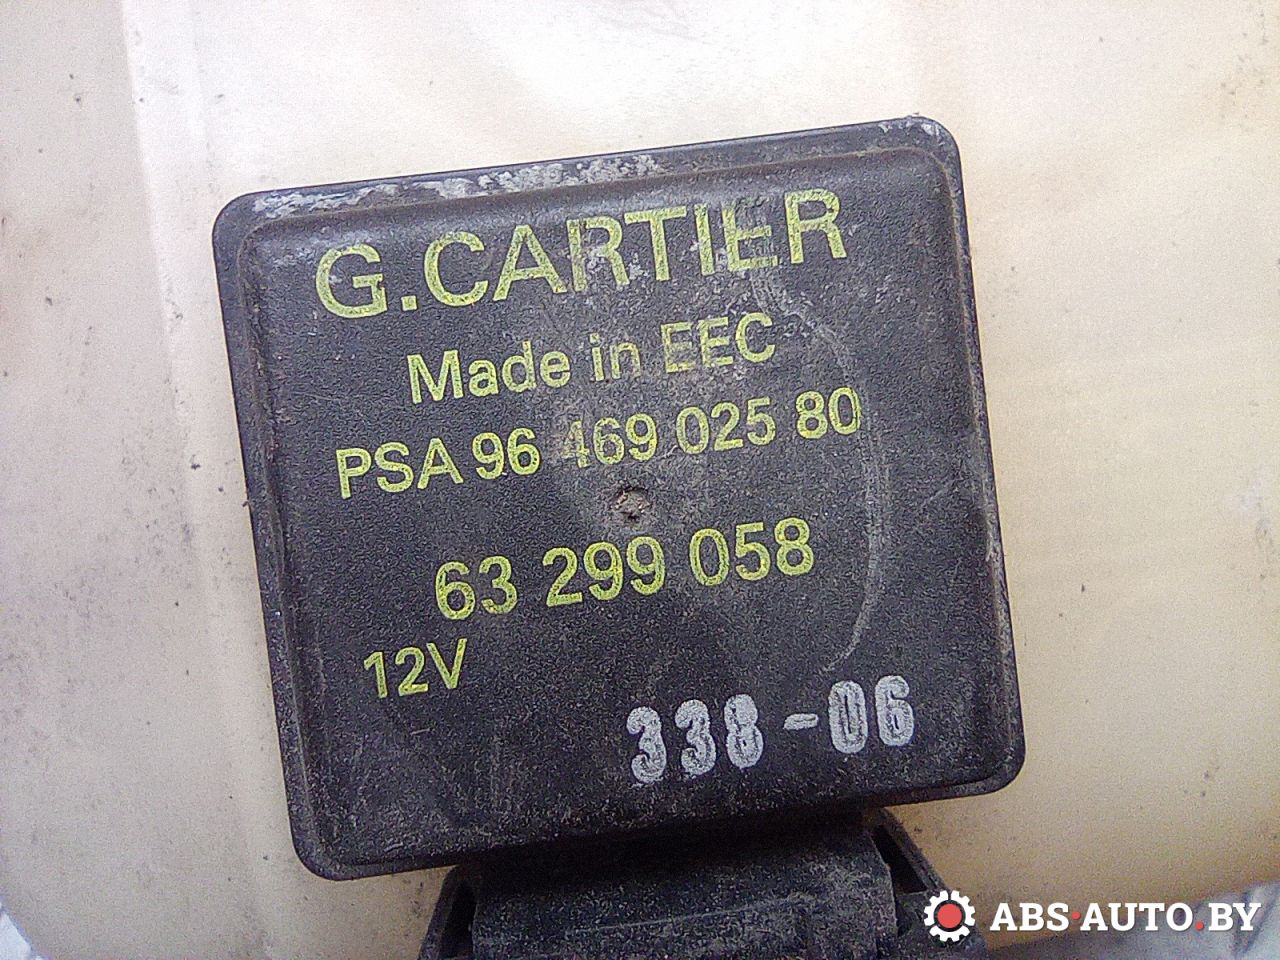 G.CARTIER
Made in EEC
PSA 96 469 025 80
63 299 058
12V
338-06
ABS·AUTO.BY